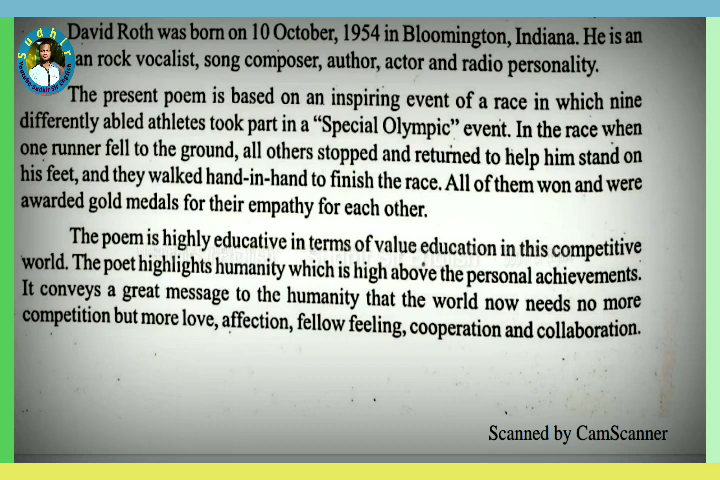 David Roth was born on 10 October, 1954 in Bloomington, Indiana. He is an
an rock vocalist, song composer, author, actor and radio personality.
The present poem is based on an inspiring event of a race in which nine
differently abled athletes took part in a “Special Olympic” event. In the race when
one runner fell to the ground, all others stopped and returned to help him stand on
his feet, and they walked hand-in-hand to finish the race. All of them won and were
awarded gold medals for their empathy for each other.
The poem is highly educative in terms of value education in this competitive
world. The poet highlights humanity which is high above the personal achievements.
It conveys a great message to the humanity that the world now needs no more
competition but more love, affection, fellow feeling, cooperation and collaboration.
Scanned by CamScanner
Sudhir